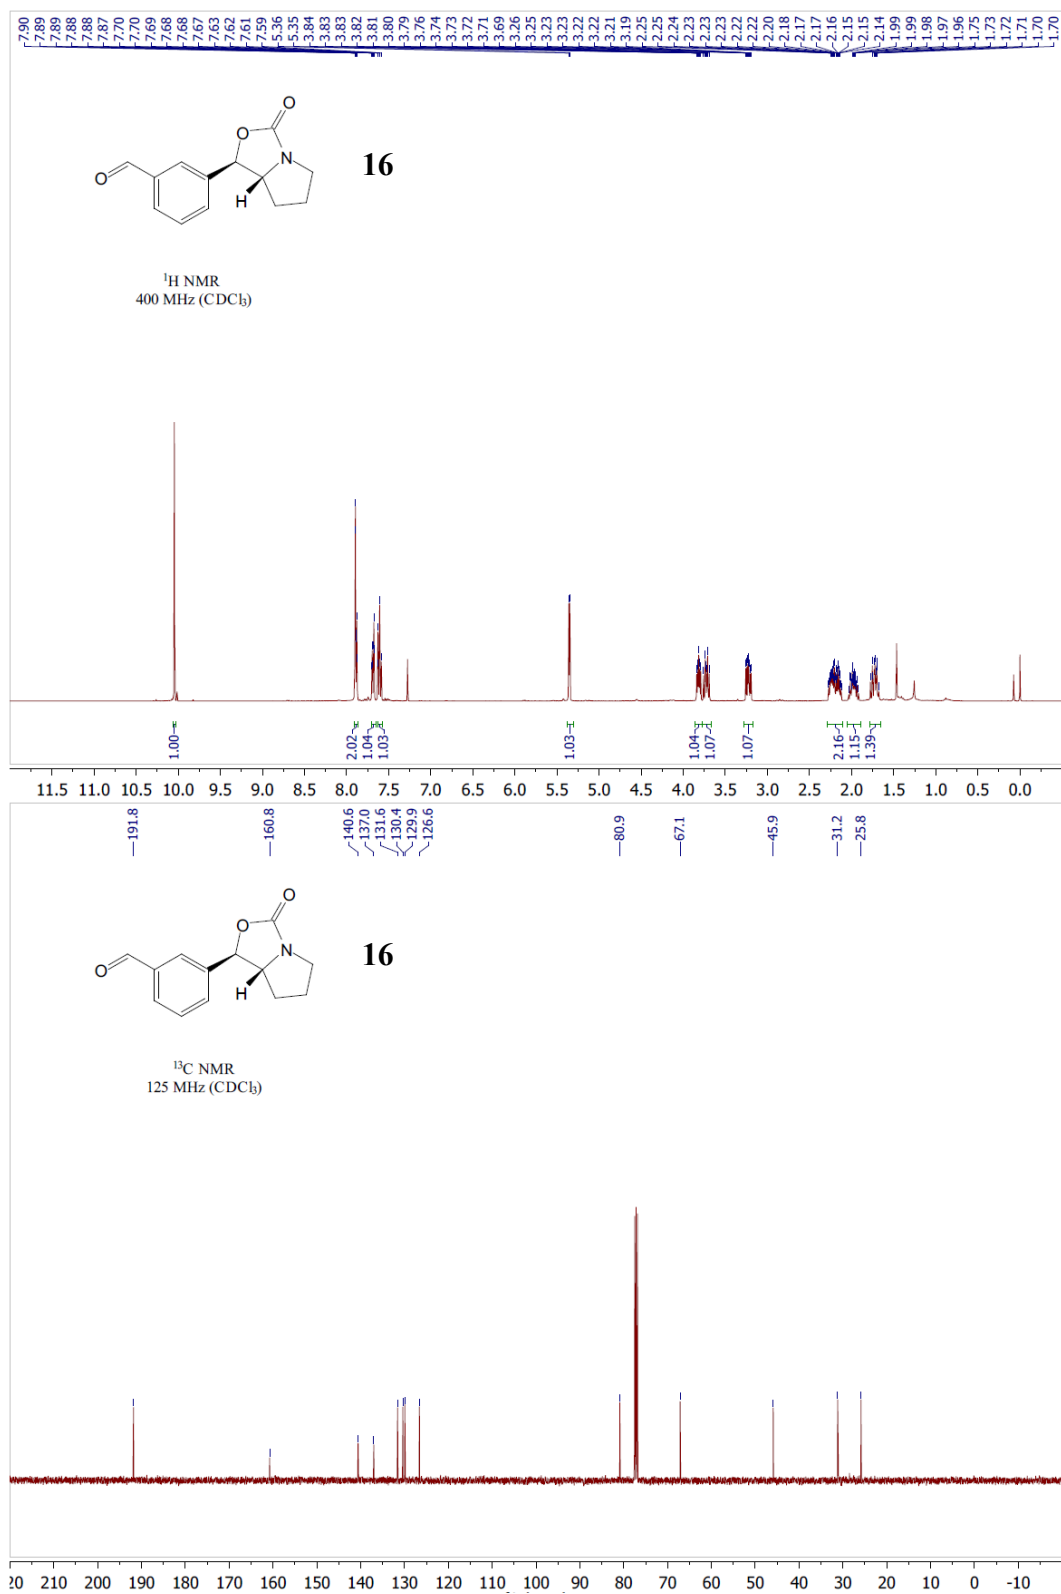 7.90 7.89 7.89 7.88 7.88 7.87 7.70 7.70 7.69 7.68 7.68 7.67 7.63 7.62 7.61 7.59 5.36 5.35 3.84 3.83 3.83 3.82 3.81 3.80 3.79 3.76 3.74 3.73 3.72 3.71 3.69 3.26 3.25 3.23 3.23 3.22 3.22 3.21 3.19 2.25 2.25 2.24 2.23 2.23 2.22 2.22 2.20 2.18 2.17 2.17 2.16 2.15 2.15 2.14 1.99 1.99 1.98 1.97 1.96 1.75 1.73 1.72 1.71 1.70 1.70
O
O
N
O
H
16
¹H NMR
400 MHz (CDCl₃)
1.00 2.02 1.04 1.03 1.03 1.04 1.07 1.07 2.16 1.15 1.39
11.5 11.0 10.5 10.0 9.5 9.0 8.5 8.0 7.5 7.0 6.5 6.0 5.5 5.0 4.5 4.0 3.5 3.0 2.5 2.0 1.5 1.0 0.5 0.0
191.8 160.8 140.6 137.0 131.6 130.4 129.9 126.6 80.9 67.1 45.9 31.2 25.8
O
O
N
O
H
16
¹³C NMR
125 MHz (CDCl₃)
210 200 190 180 170 160 150 140 130 120 110 100 90 80 70 60 50 40 30 20 10 0 -10